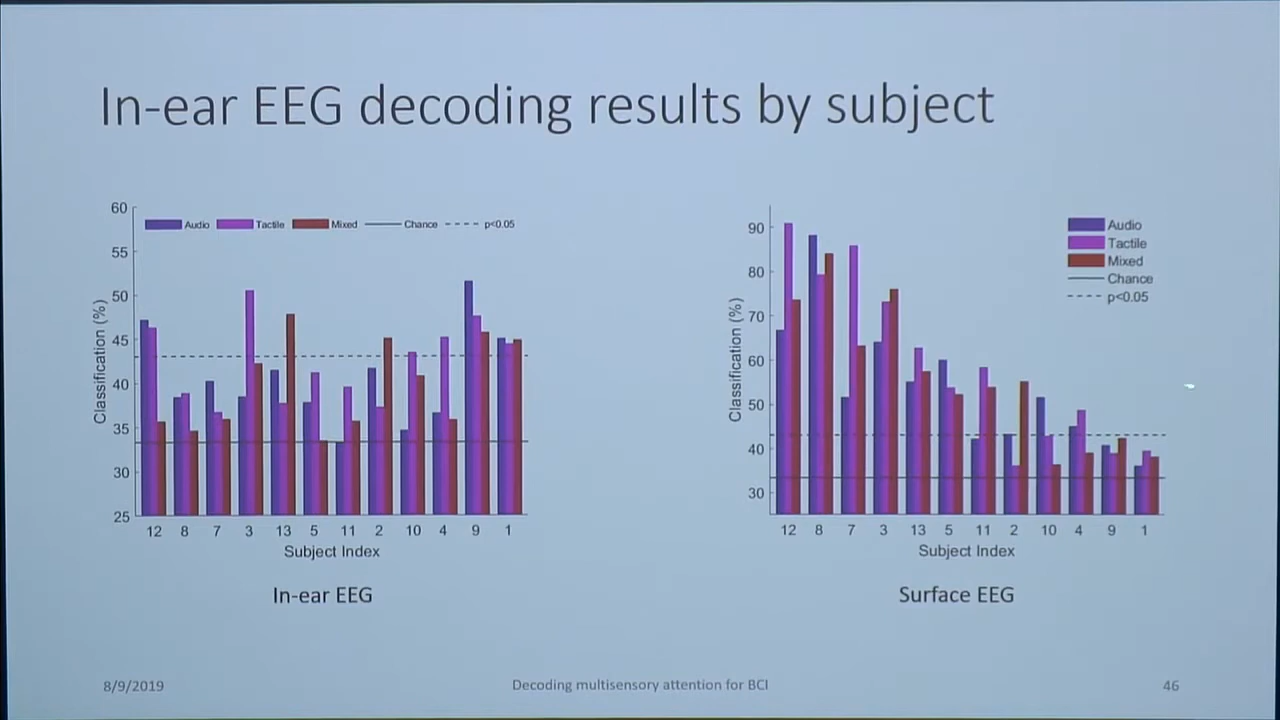 In-ear EEG decoding results by subject
60
55
50
45
40
35
30
25
Classification (%)
Audio Tactile Mixed Chance p<0.05
12 8 7 3 13 5 11 2 10 4 9 1
Subject Index
In-ear EEG
90
80
70
60
50
40
30
Classification (%)
Audio
Tactile
Mixed
Chance
p<0.05
12 8 7 3 13 5 11 2 10 4 9 1
Subject Index
Surface EEG
8/9/2019 Decoding multisensory attention for BCI 46